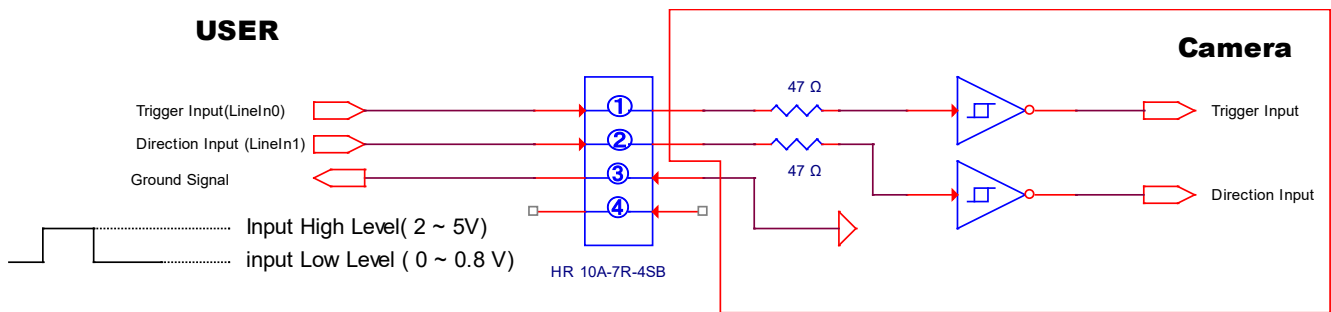 USER
Camera
Trigger Input(LineIn0)
①
47 Ω
Trigger Input
Direction Input (LineIn1)
②
47 Ω
Ground Signal
③
Direction Input
④
Input High Level( 2 ~ 5V)
input Low Level ( 0 ~ 0.8 V)
HR 10A-7R-4SB